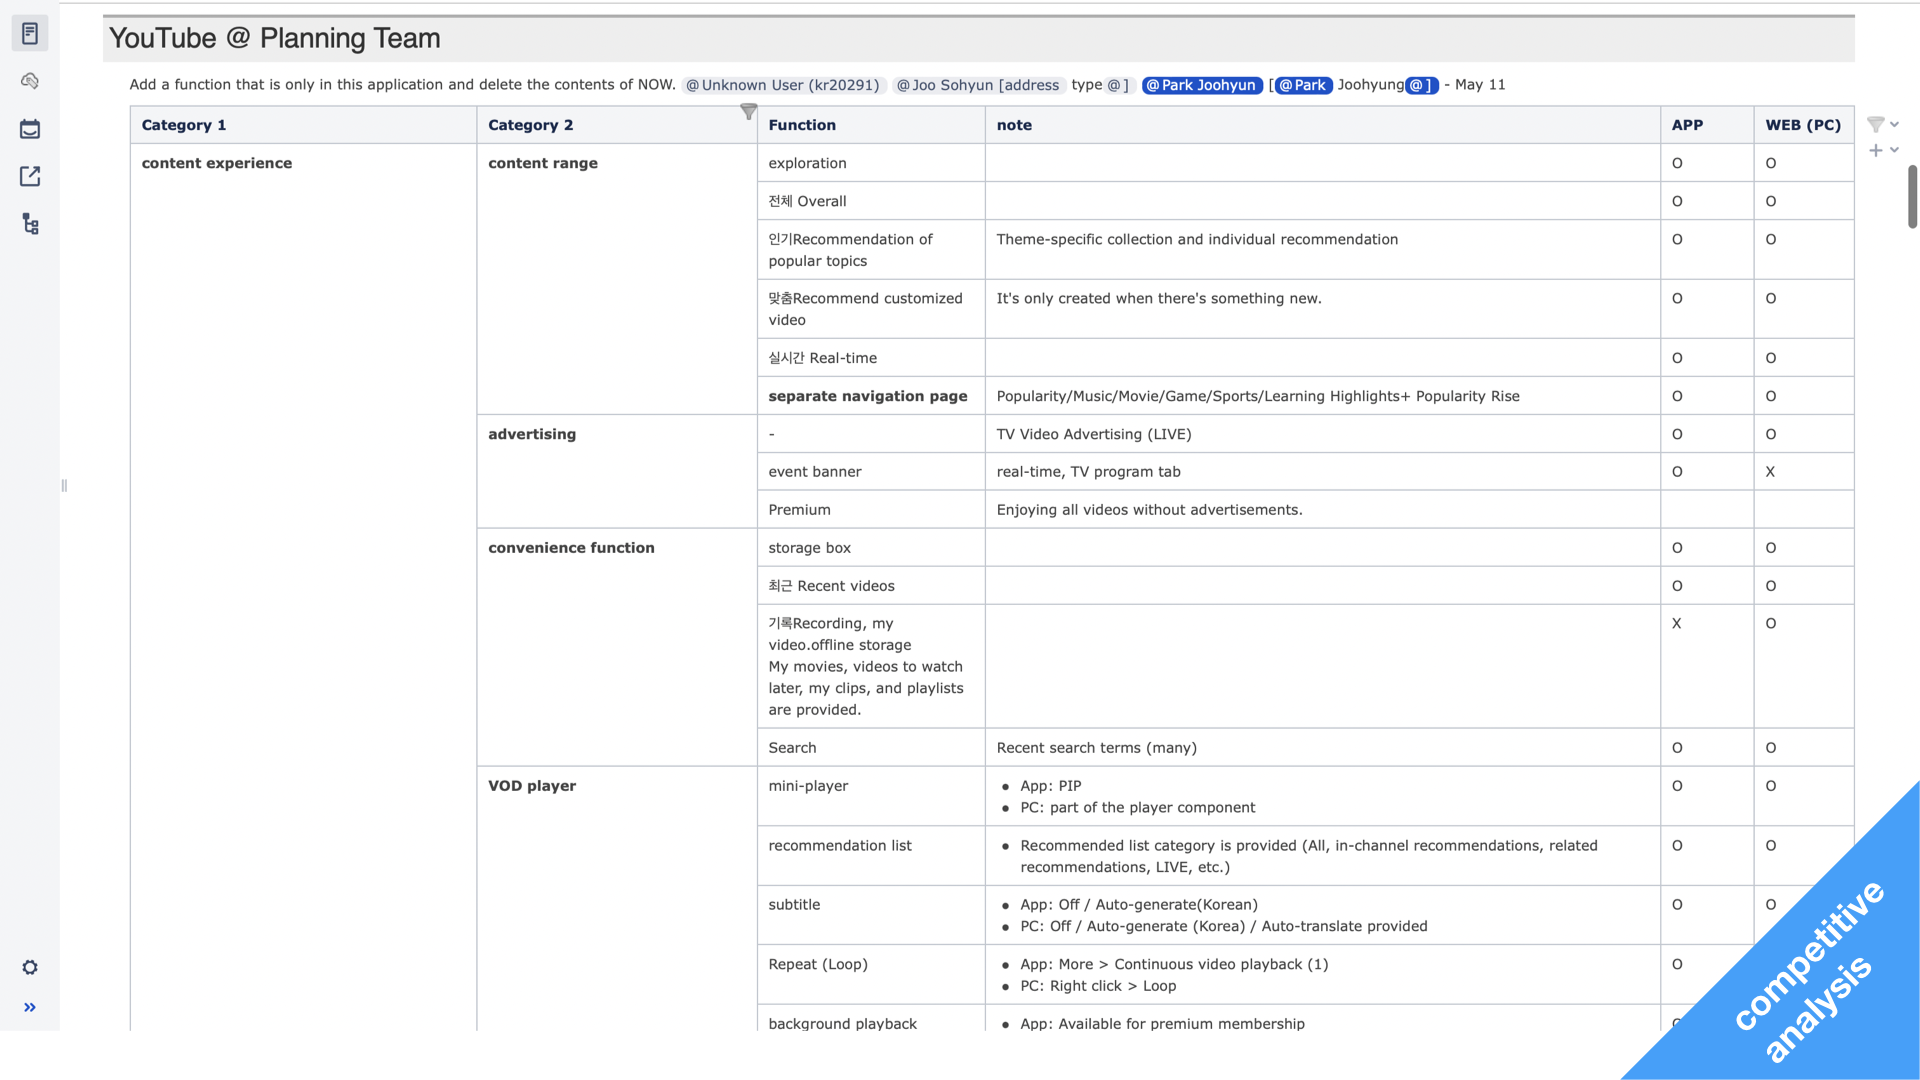 YouTube @ Planning Team
Add a function that is only in this application and delete the contents of NOW. @Unknown User (kr20291) @Joo Sohyun [address type @] @Park Joohyun [@Park Joohyung@] - May 11
Category 1 Category 2 Function note APP WEB (PC)
content experience content range exploration O O
전체 Overall O O
인기Recommendation of Theme-specific collection and individual recommendation O O
popular topics
맞춤Recommend customized It's only created when there's something new. O O
video
실시간 Real-time O O
separate navigation page Popularity/Music/Movie/Game/Sports/Learning Highlights+ Popularity Rise O O
advertising - TV Video Advertising (LIVE) O O
event banner real-time, TV program tab O X
Premium Enjoying all videos without advertisements.
convenience function storage box O O
최근 Recent videos O O
기록Recording, my X O
video.offline storage
My movies, videos to watch
later, my clips, and playlists
are provided.
Search Recent search terms (many) O O
VOD player mini-player • App: PIP O O
• PC: part of the player component
recommendation list • Recommended list category is provided (All, in-channel recommendations, related O O
recommendations, LIVE, etc.)
subtitle • App: Off / Auto-generate(Korean) O O
• PC: Off / Auto-generate (Korea) / Auto-translate provided
Repeat (Loop) • App: More > Continuous video playback (1) O
• PC: Right click > Loop
background playback • App: Available for premium membership
competitive
analysis